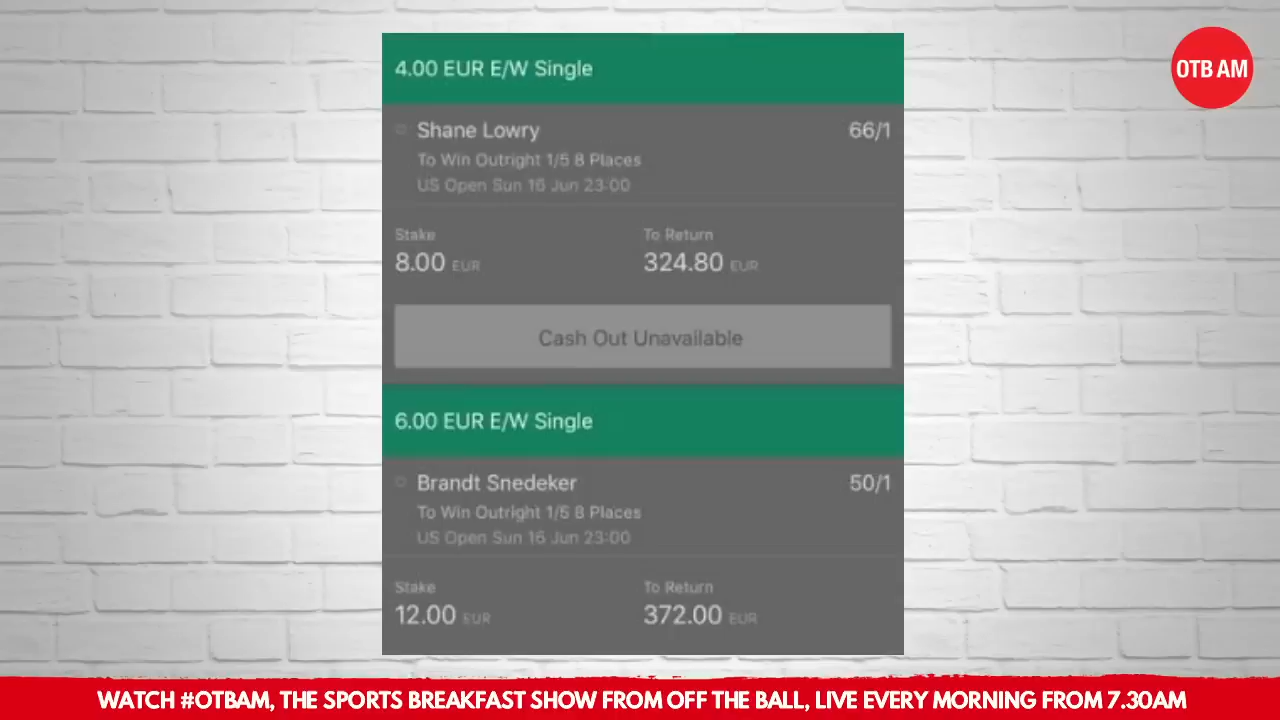 OTB AM
4.00 EUR E/W Single
Shane Lowry 66/1
To Win Outright 1/5 8 Places
US Open Sun 16 Jun 23:00
Stake To Return
8.00 EUR 324.80 EUR
Cash Out Unavailable
6.00 EUR E/W Single
Brandt Snedeker 50/1
To Win Outright 1/5 8 Places
US Open Sun 16 Jun 23:00
Stake To Return
12.00 EUR 372.00 EUR
WATCH #OTBAM, THE SPORTS BREAKFAST SHOW FROM OFF THE BALL, LIVE EVERY MORNING FROM 7.30AM